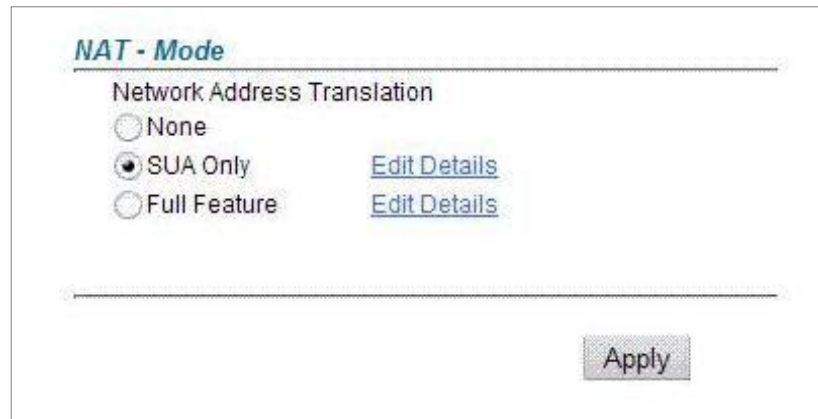 NAT - Mode
Network Address Translation
None
SUA Only Edit Details
Full Feature Edit Details
Apply